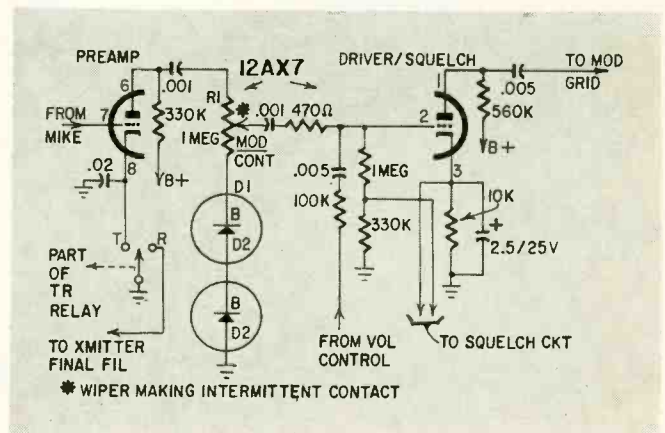 PREAMP
12AX7
DRIVER/SQUELCH
TO MOD
GRID
6
.001
1
.005
FROM
MIKE
7
330K
R1
*
.001
470Ω
2
560K
1 MEG
MOD
CONT
B+
8
.02
B+
.005
1MEG
3
10K
D1
100K
330K
+
2.5/25V
B
D2
T
R
PART
OF
TR
RELAY
B
D2
TO XMITTER
FINAL FIL
FROM VOL
CONTROL
TO SQUELCH CKT
* WIPER MAKING INTERMITTENT CONTACT